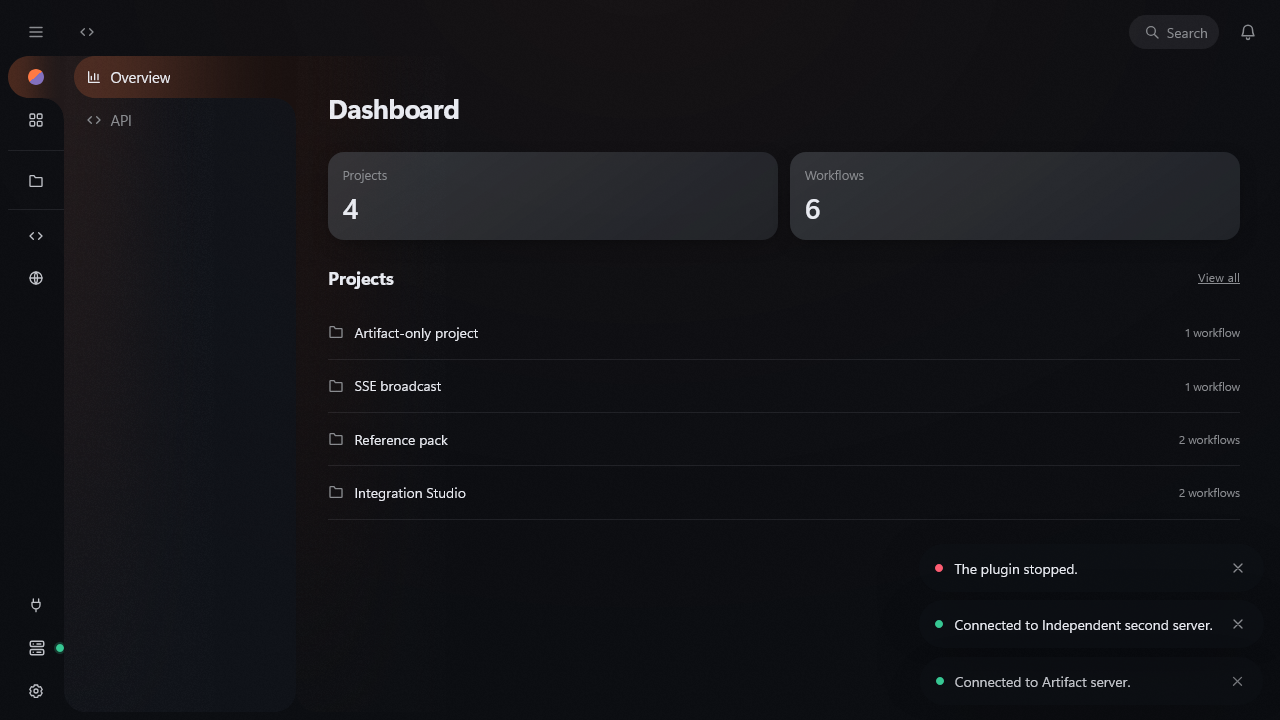 Search
Overview
API
Dashboard
Projects
4
Workflows
6
Projects
View all
Artifact-only project
1 workflow
SSE broadcast
1 workflow
Reference pack
2 workflows
Integration Studio
2 workflows
The plugin stopped.
Connected to Independent second server.
Connected to Artifact server.